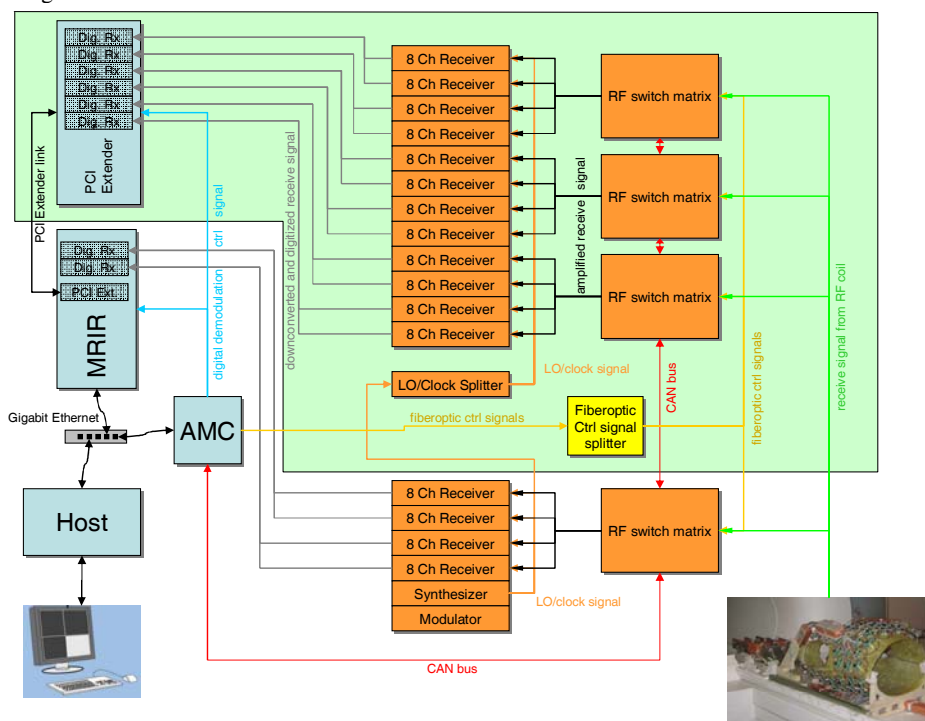 Dig. Rx
Dig. Rx
Dig. Rx
Dig. Rx
Dig. Rx
Dig. Rx
PCI
Extender
PCI Extender link
8 Ch Receiver
8 Ch Receiver
8 Ch Receiver
8 Ch Receiver
8 Ch Receiver
8 Ch Receiver
8 Ch Receiver
8 Ch Receiver
8 Ch Receiver
8 Ch Receiver
8 Ch Receiver
8 Ch Receiver
RF switch matrix
RF switch matrix
RF switch matrix
amplified receive signal
downconverted and digitized receive signal
digital demodulation ctrl signal
Dig. Rx
Dig. Rx
PCI Ext
MRIR
LO/Clock Splitter
LO/clock signal
CAN bus
fiberoptic ctrl signals
receive signal from RF coil
Gigabit Ethernet
AMC
fiberoptic ctrl signals
Fiberoptic
Ctrl signal
splitter
Host
8 Ch Receiver
8 Ch Receiver
8 Ch Receiver
8 Ch Receiver
Synthesizer
Modulator
RF switch matrix
LO/clock signal
CAN bus